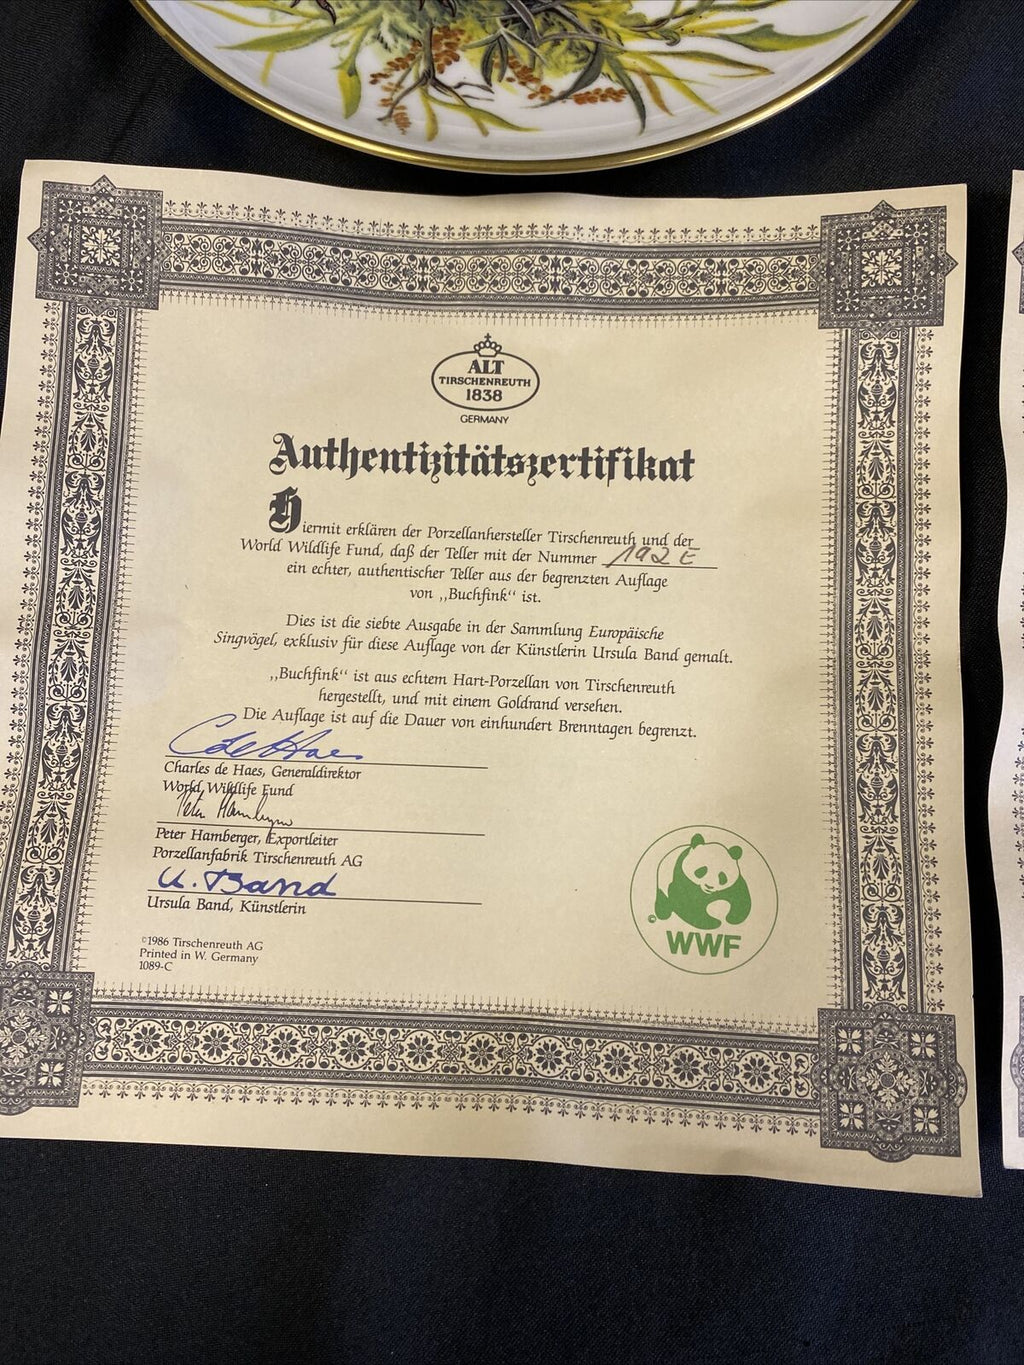 ALT
TIRSCHENREUTH
1838
GERMANY
Authentizitätszertifikat
Hiermit erklären der Porzellanhersteller Tirschenreuth und der
World Wildlife Fund, daß der Teller mit der Nummer 192 E
ein echter, authentischer Teller aus der begrenzten Auflage
von ,,Buchfink“ ist.
Dies ist die siebte Ausgabe in der Sammlung Europäische
Singvögel, exklusiv für diese Auflage von der Künstlerin Ursula Band gemalt.
,,Buchfink“ ist aus echtem Hart-Porzellan von Tirschenreuth
hergestellt, und mit einem Goldrand versehen.
Die Auflage ist auf die Dauer von einhundert Brenntagen begrenzt.
C de Haes
Charles de Haes, Generaldirektor
World Wildlife Fund
Peter Hamberger
Peter Hamberger, Exportleiter
Porzellanfabrik Tirschenreuth AG
U. Band
Ursula Band, Künstlerin
©1986 Tirschenreuth AG
Printed in W. Germany
1089-C
©
WWF